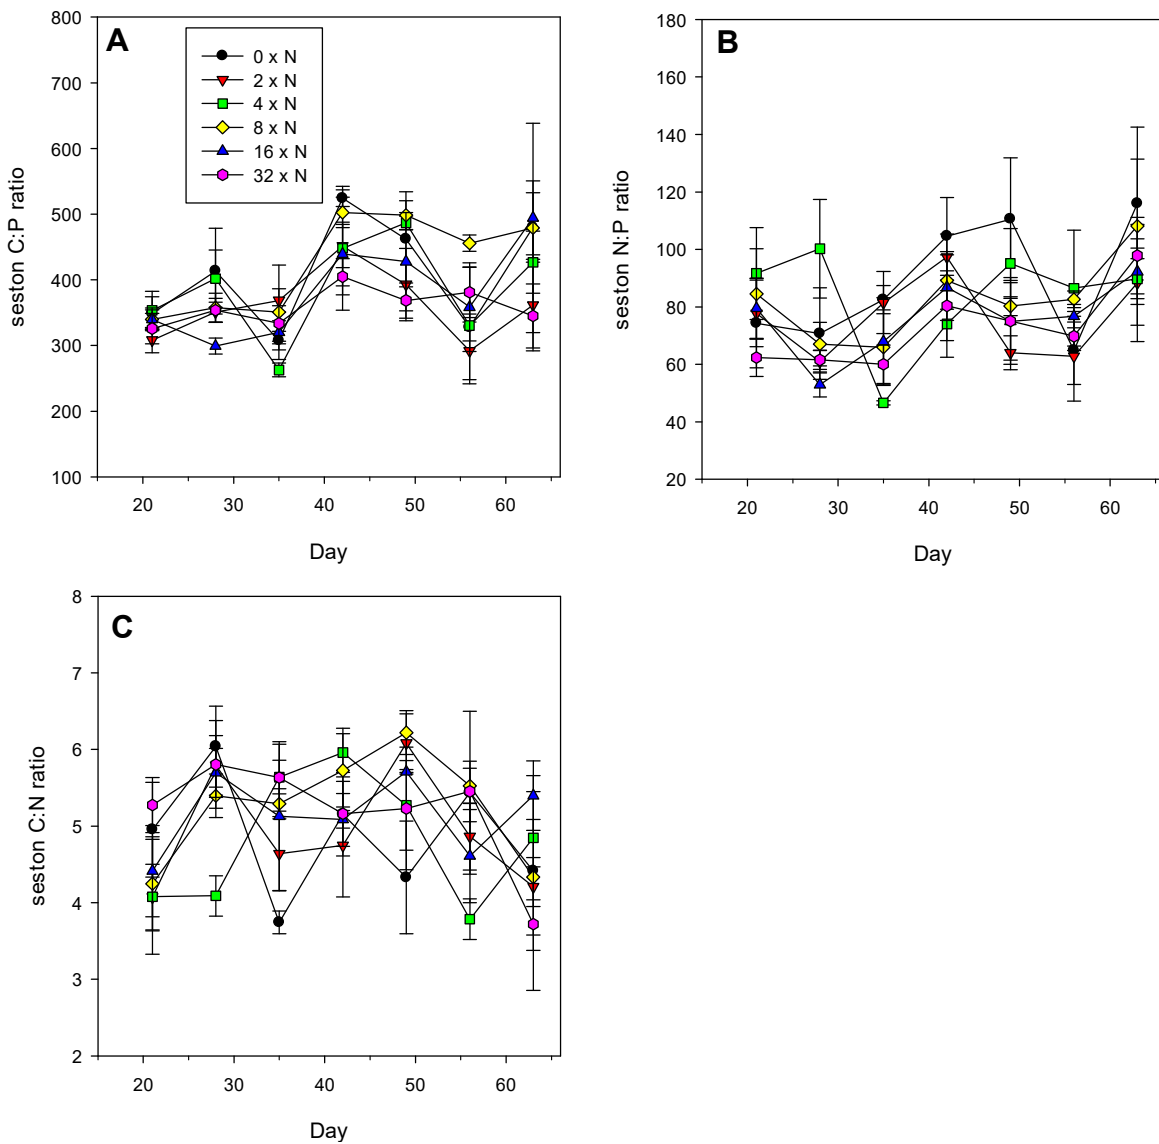 A
0 x N
2 x N
4 x N
8 x N
16 x N
32 x N
seston C:P ratio
800
700
600
500
400
300
200
100
20 30 40 50 60
Day
B
seston N:P ratio
180
160
140
120
100
80
60
40
20
20 30 40 50 60
Day
C
seston C:N ratio
8
7
6
5
4
3
2
20 30 40 50 60
Day